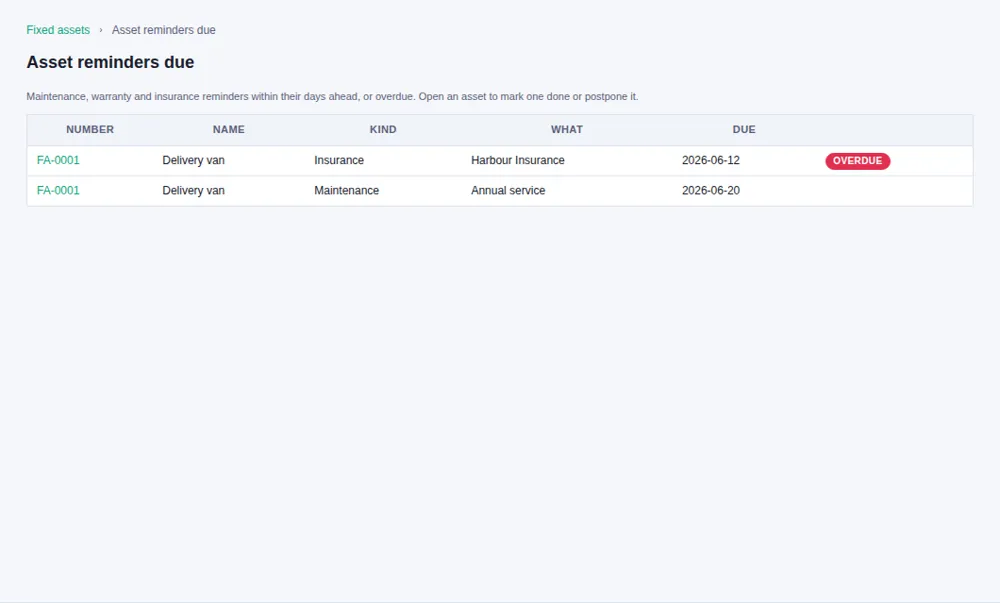 Fixed assets › Asset reminders due
Asset reminders due
Maintenance, warranty and insurance reminders within their days ahead, or overdue. Open an asset to mark one done or postpone it.
NUMBER NAME KIND WHAT DUE
FA-0001 Delivery van Insurance Harbour Insurance 2026-06-12 OVERDUE
FA-0001 Delivery van Maintenance Annual service 2026-06-20